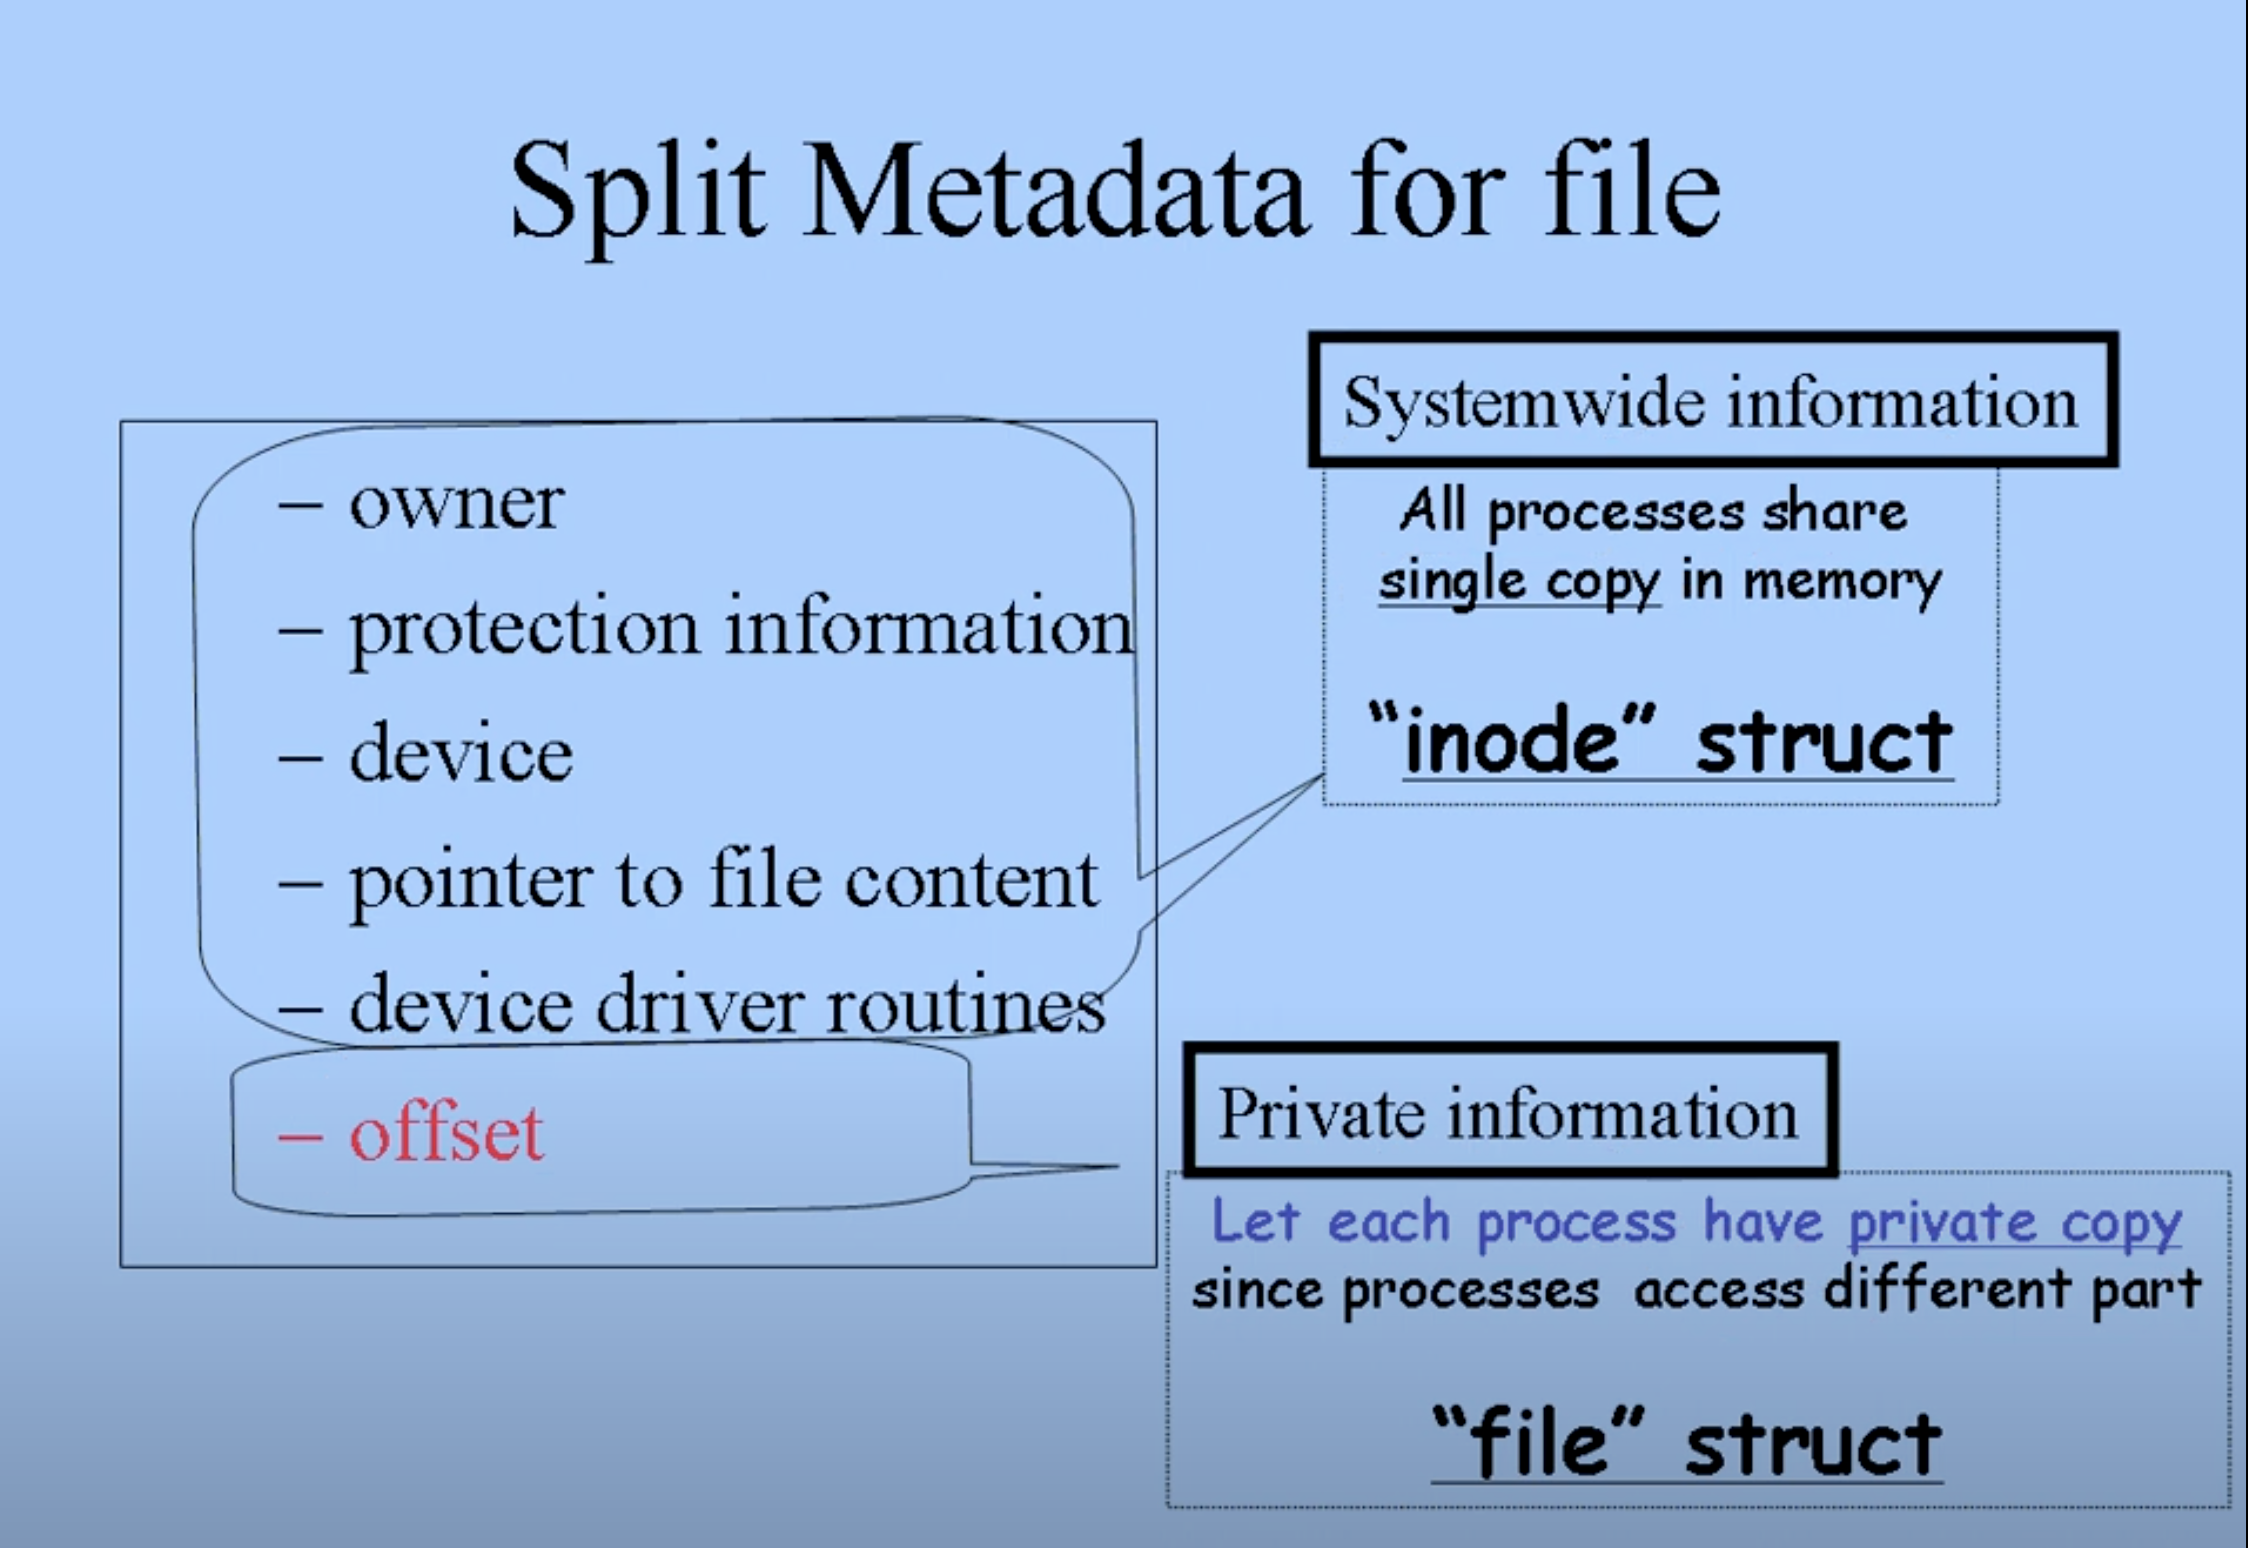 Split Metadata for file
– owner
– protection information
– device
– pointer to file content
– device driver routines
– offset
Systemwide information
All processes share
single copy in memory
“inode” struct
Private information
Let each process have private copy
since processes access different part
“file” struct